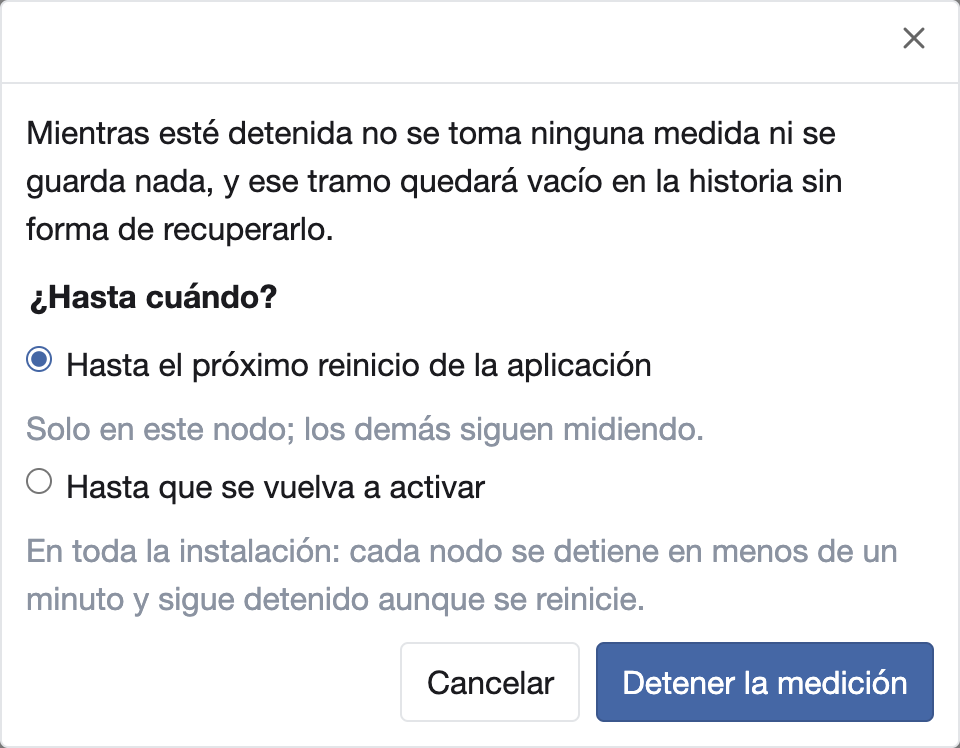 Mientras esté detenida no se toma ninguna medida ni se
guarda nada, y ese tramo quedará vacío en la historia sin
forma de recuperarlo.
¿Hasta cuándo?
Hasta el próximo reinicio de la aplicación
Solo en este nodo; los demás siguen midiendo.
Hasta que se vuelva a activar
En toda la instalación: cada nodo se detiene en menos de un
minuto y sigue detenido aunque se reinicie.
Cancelar
Detener la medición